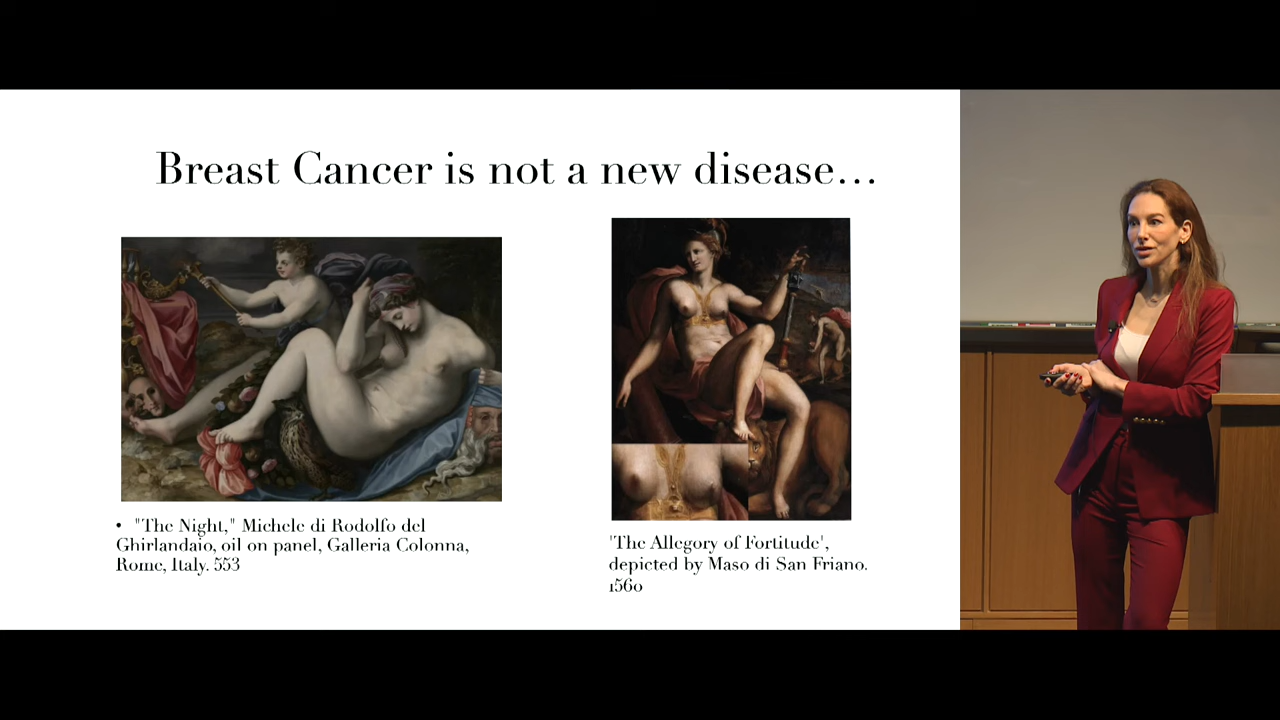 Breast Cancer is not a new disease...
• "The Night," Michele di Rodolfo del
Ghirlandaio, oil on panel, Galleria Colonna,
Rome, Italy. 553
'The Allegory of Fortitude',
depicted by Maso di San Friano.
1560